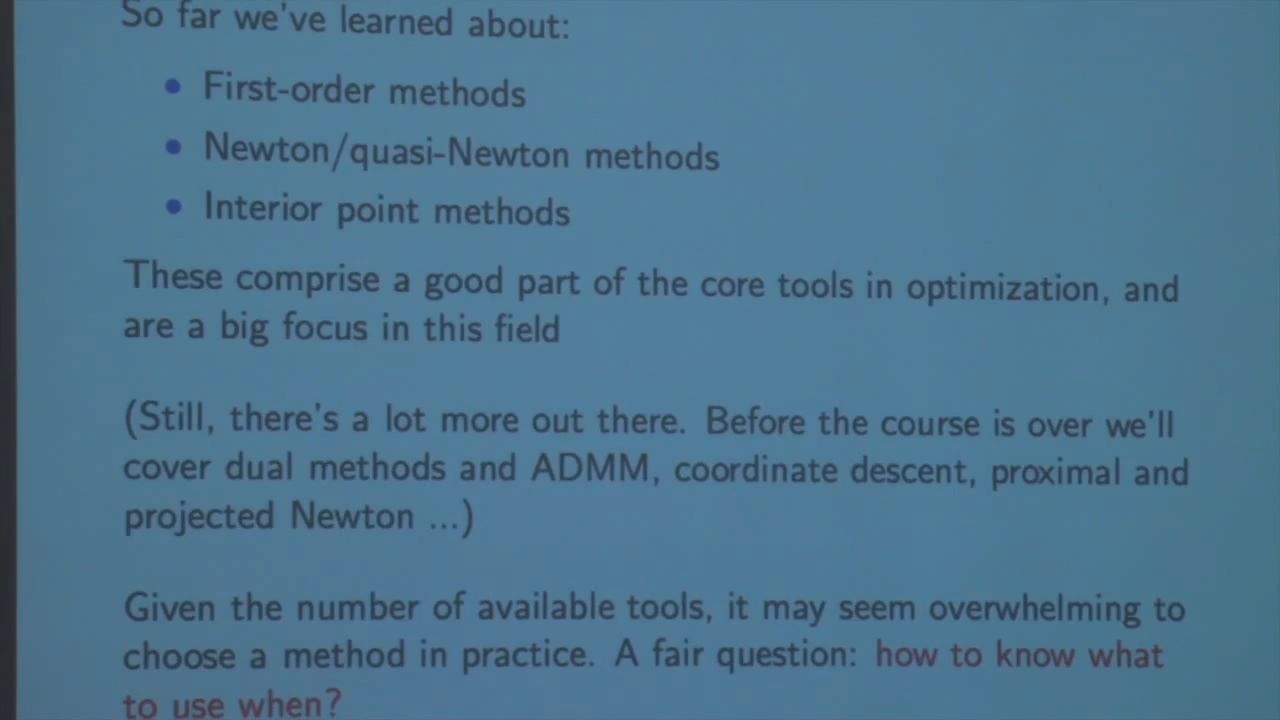 So far we've learned about:
• First-order methods
• Newton/quasi-Newton methods
• Interior point methods
These comprise a good part of the core tools in optimization, and
are a big focus in this field
(Still, there's a lot more out there. Before the course is over we'll
cover dual methods and ADMM, coordinate descent, proximal and
projected Newton ...)
Given the number of available tools, it may seem overwhelming to
choose a method in practice. A fair question: how to know what
to use when?